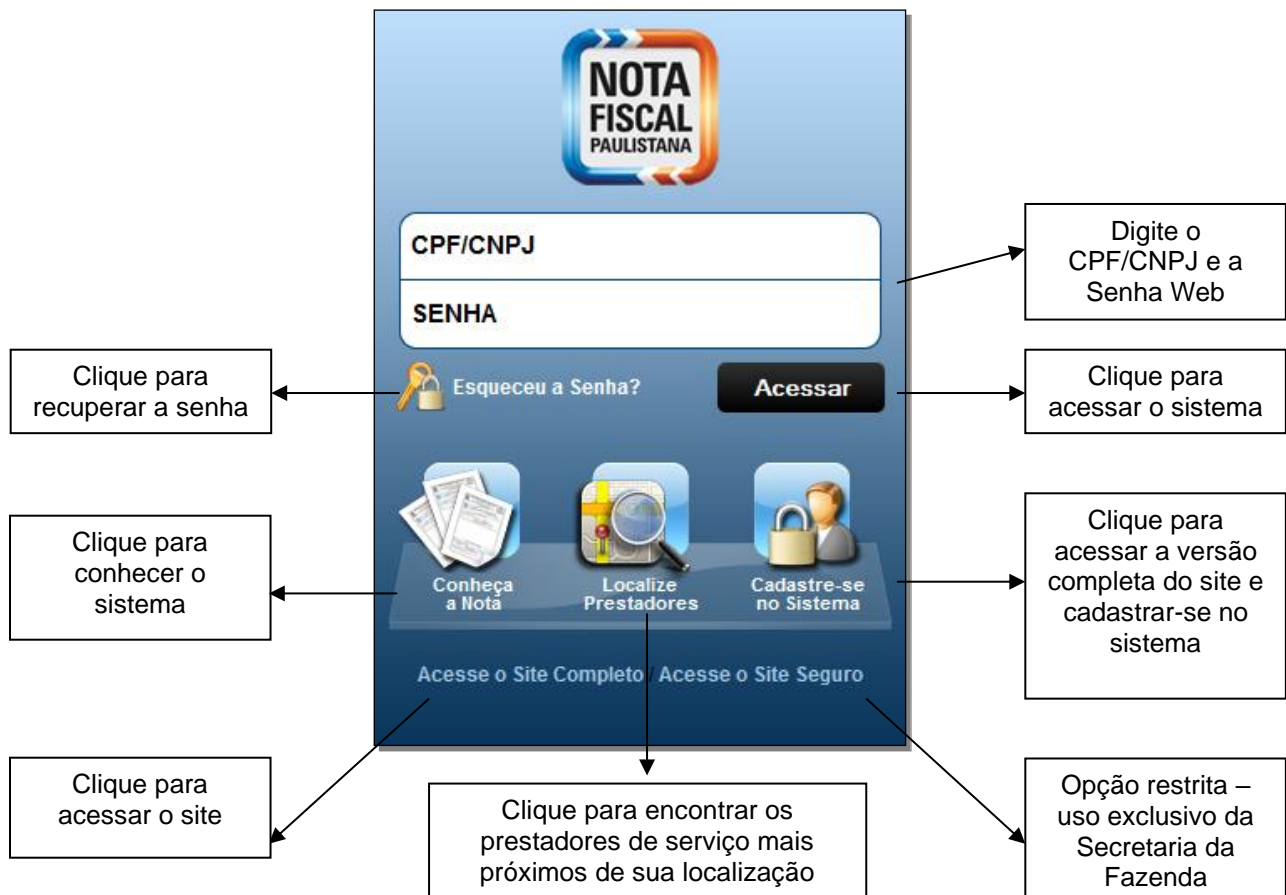 NOTA
FISCAL
PAULISTANA
CPF/CNPJ
SENHA
Digite o
CPF/CNPJ e a
Senha Web
Clique para
recuperar a senha
Esqueceu a Senha?
Acessar
Clique para
acessar o sistema
Clique para
conhecer o
sistema
Conheça
a Nota
Localize
Prestadores
Cadastre-se
no Sistema
Clique para
acessar a versão
completa do site e
cadastrar-se no
sistema
Acesse o Site Completo / Acesse o Site Seguro
Clique para
acessar o site
Clique para encontrar os
prestadores de serviço mais
próximos de sua localização
Opção restrita –
uso exclusivo da
Secretaria da
Fazenda